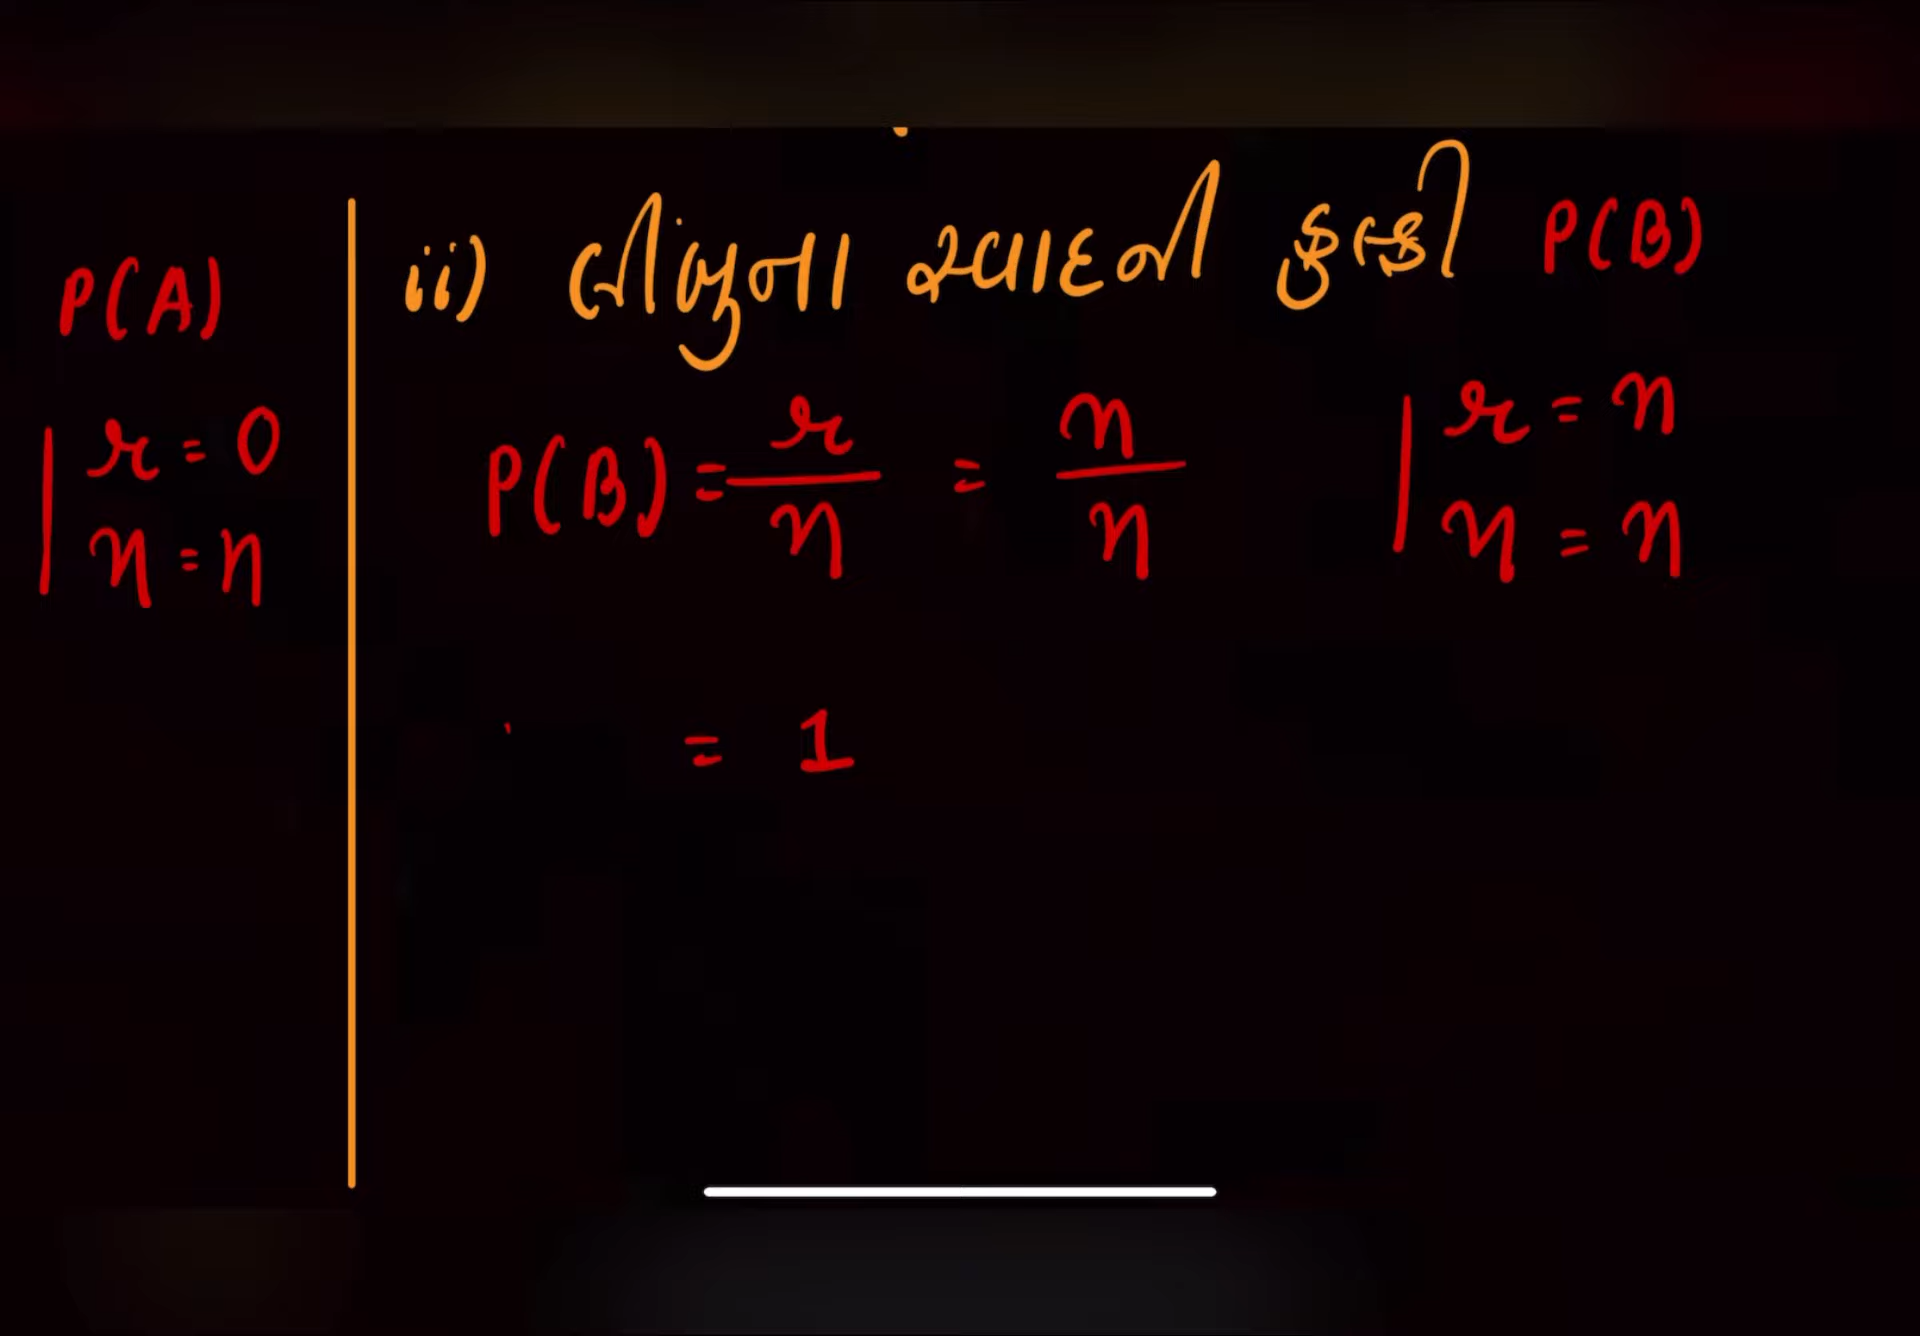 P(A)
r = 0
n = n
ii) લીંબુના સ્વાદની કુલ્ફી P(B)
P(B) = r/n = n/n
r = n
n = n
= 1